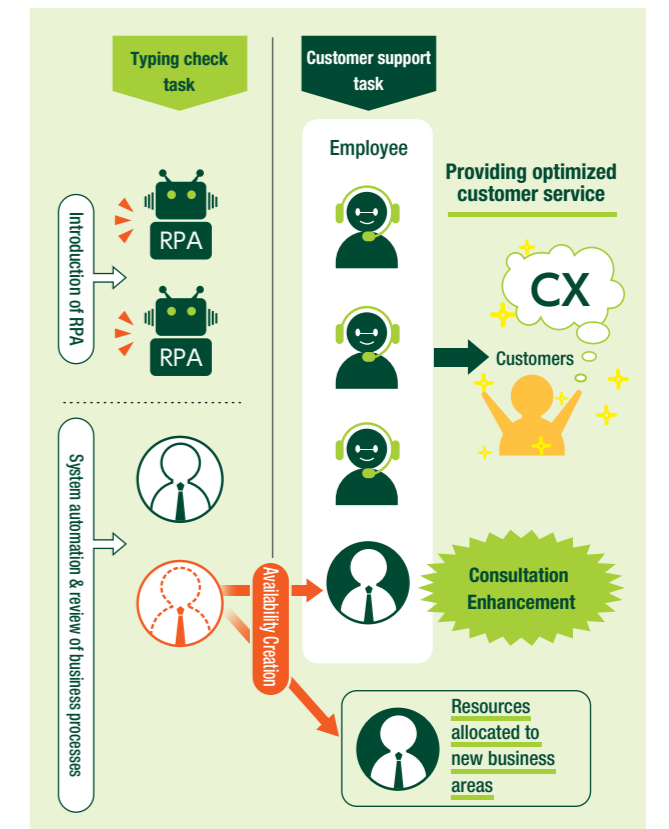 Typing check
task
Customer support
task
Employee
Providing optimized
customer service
Introduction of RPA
RPA
RPA
CX
Customers
System automation & review of business processes
Availability Creation
Consultation
Enhancement
Resources
allocated to
new business
areas